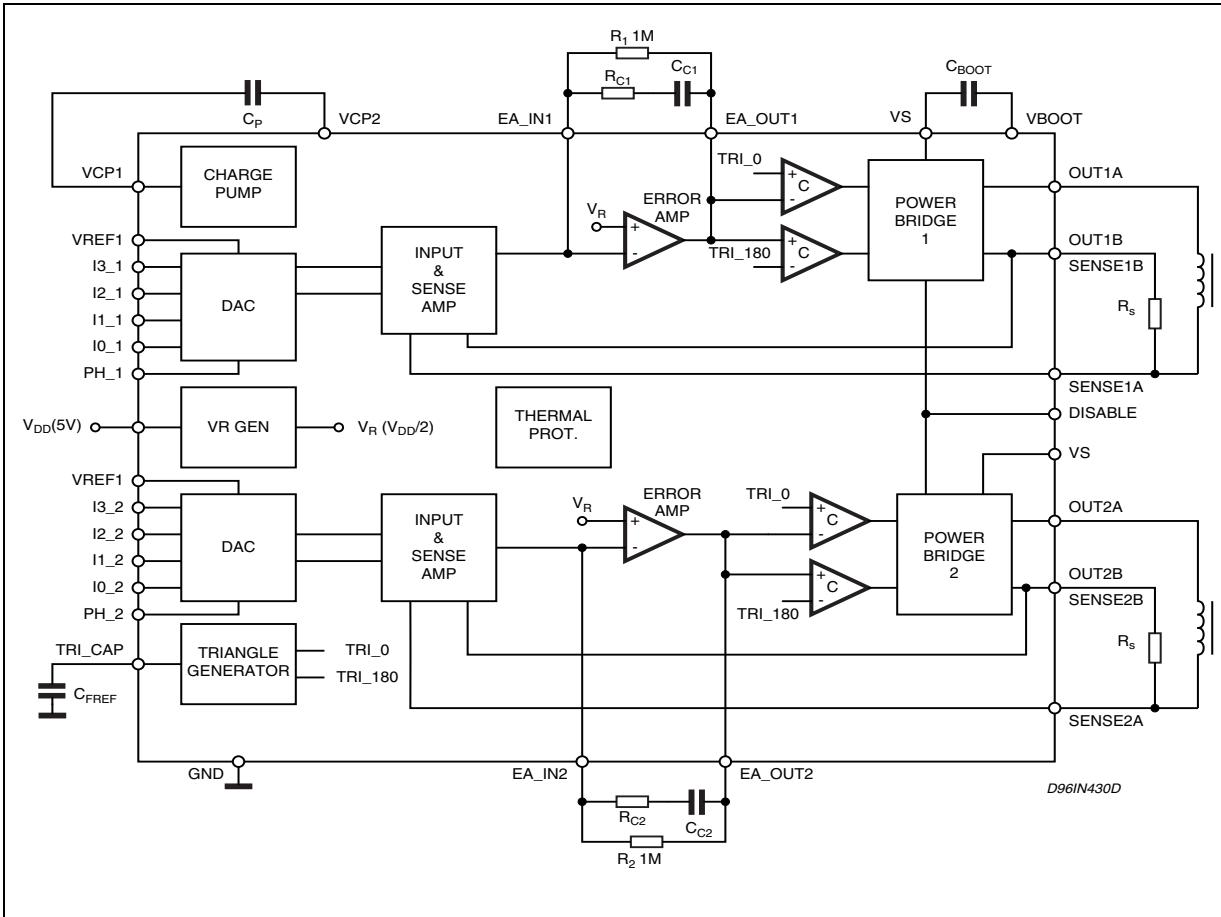 R1 1M
RC1
CC1
CBOOT
CP
VCP2
EA_IN1
EA_OUT1
VS
VBOOT
VCP1
CHARGE
PUMP
TRI_0
+
C
-
OUT1A
POWER
BRIDGE
1
VREF1
I3_1
I2_1
I1_1
I0_1
PH_1
DAC
INPUT
&
SENSE
AMP
VR
+
-
ERROR
AMP
TRI_180
+
C
-
OUT1B
SENSE1B
Rs
SENSE1A
DISABLE
VDD(5V)
VR GEN
VR (VDD/2)
THERMAL
PROT.
VS
VREF1
I3_2
I2_2
I1_2
I0_2
PH_2
DAC
INPUT
&
SENSE
AMP
VR
+
-
ERROR
AMP
TRI_0
+
C
-
TRI_180
+
C
-
POWER
BRIDGE
2
OUT2A
OUT2B
SENSE2B
Rs
SENSE2A
TRI_CAP
CFREF
TRIANGLE
GENERATOR
TRI_0
TRI_180
GND
EA_IN2
EA_OUT2
RC2
CC2
R2 1M
D96IN430D